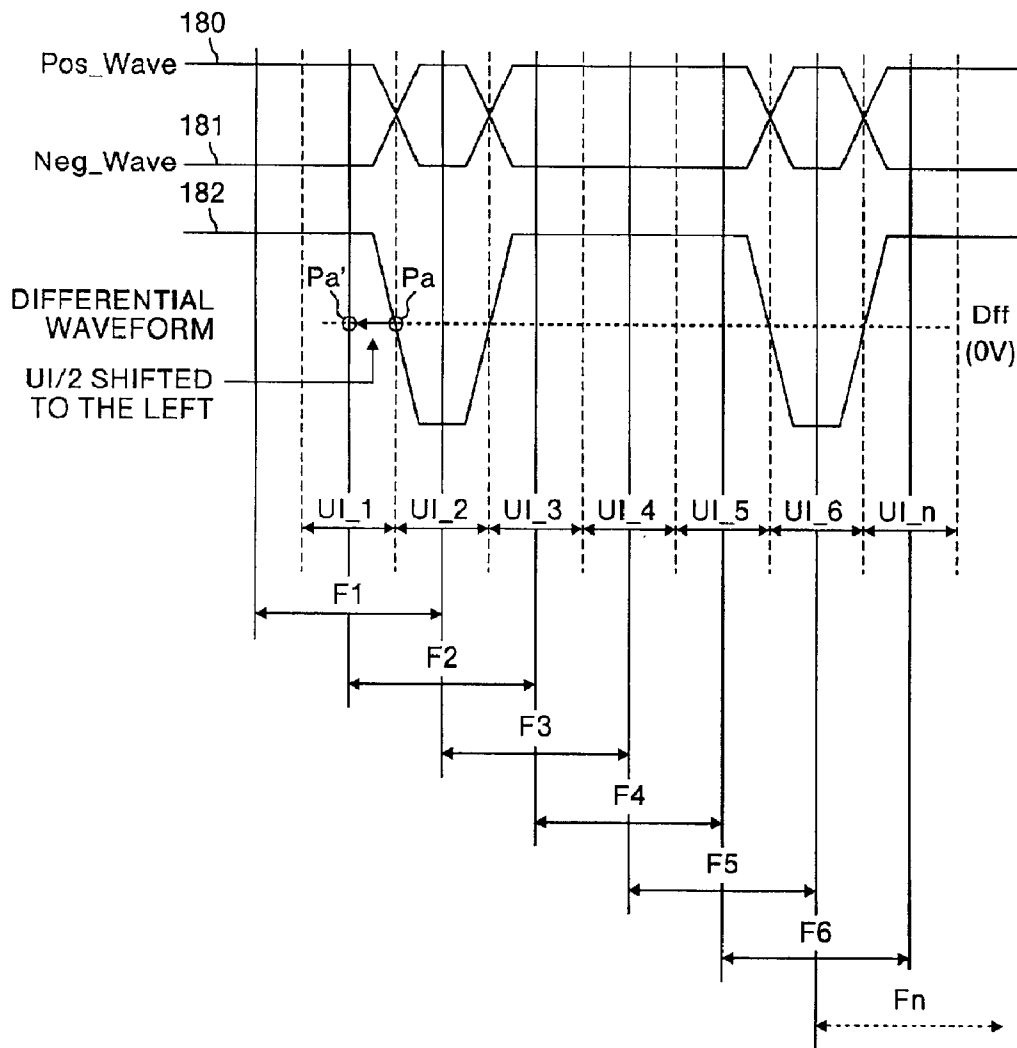 180
Pos_Wave
181
Neg_Wave
182
Pa'
Pa
DIFFERENTIAL
WAVEFORM
Dff
(0V)
UI/2 SHIFTED
TO THE LEFT
UI_1 UI_2 UI_3 UI_4 UI_5 UI_6 UI_n
F1
F2
F3
F4
F5
F6
Fn